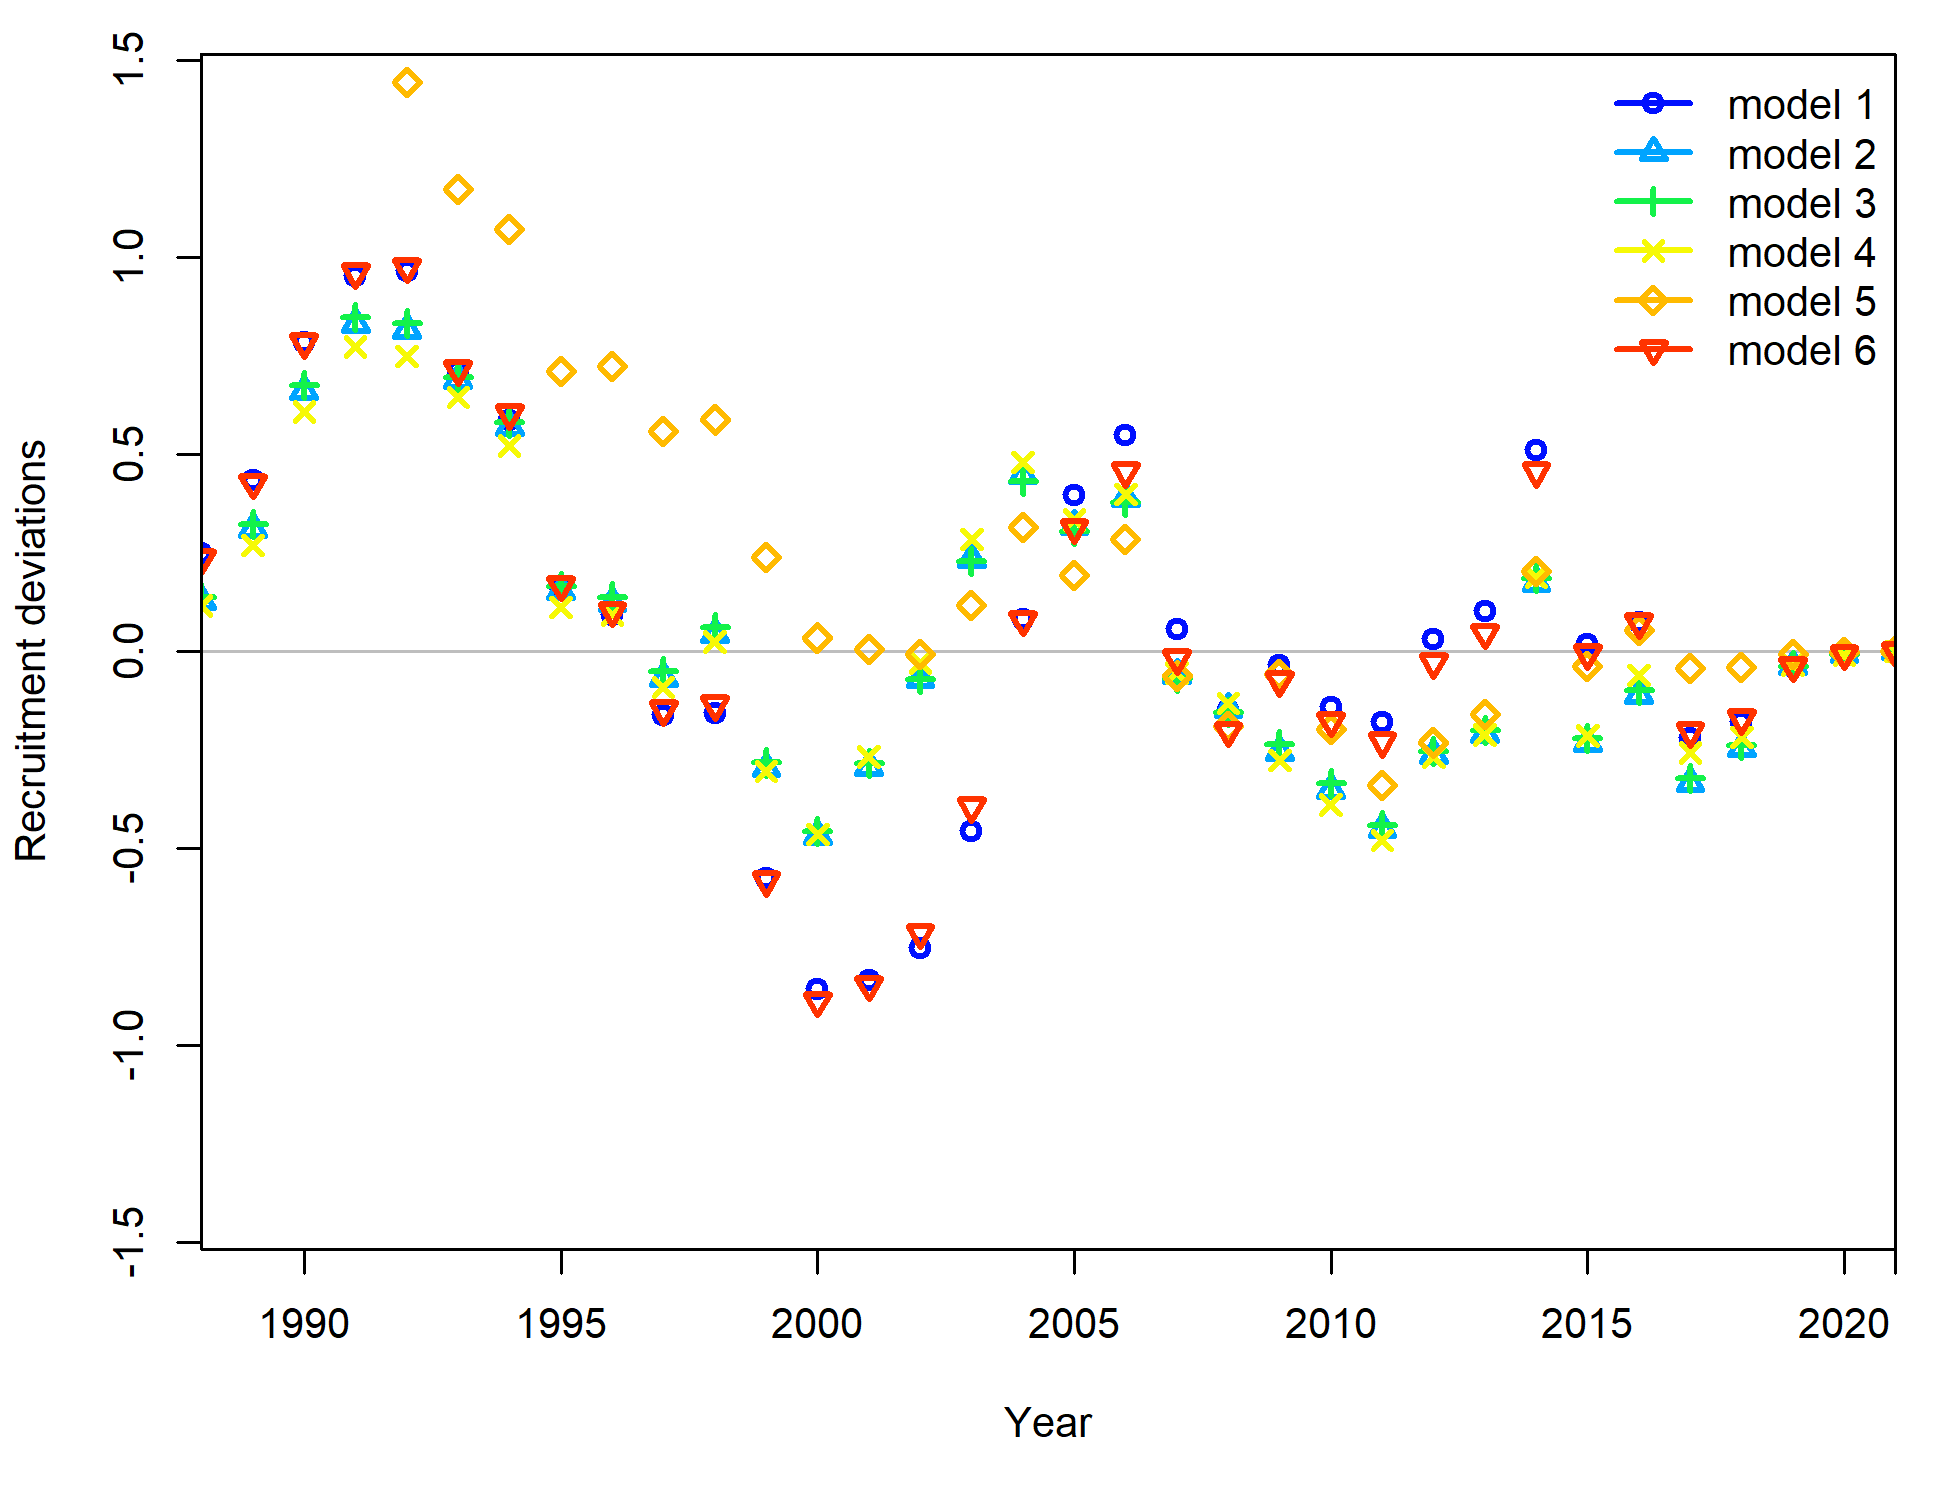 1.5
1.0
0.5
0.0
-0.5
-1.0
-1.5
Recruitment deviations
model 1
model 2
model 3
model 4
model 5
model 6
1990 1995 2000 2005 2010 2015 2020
Year